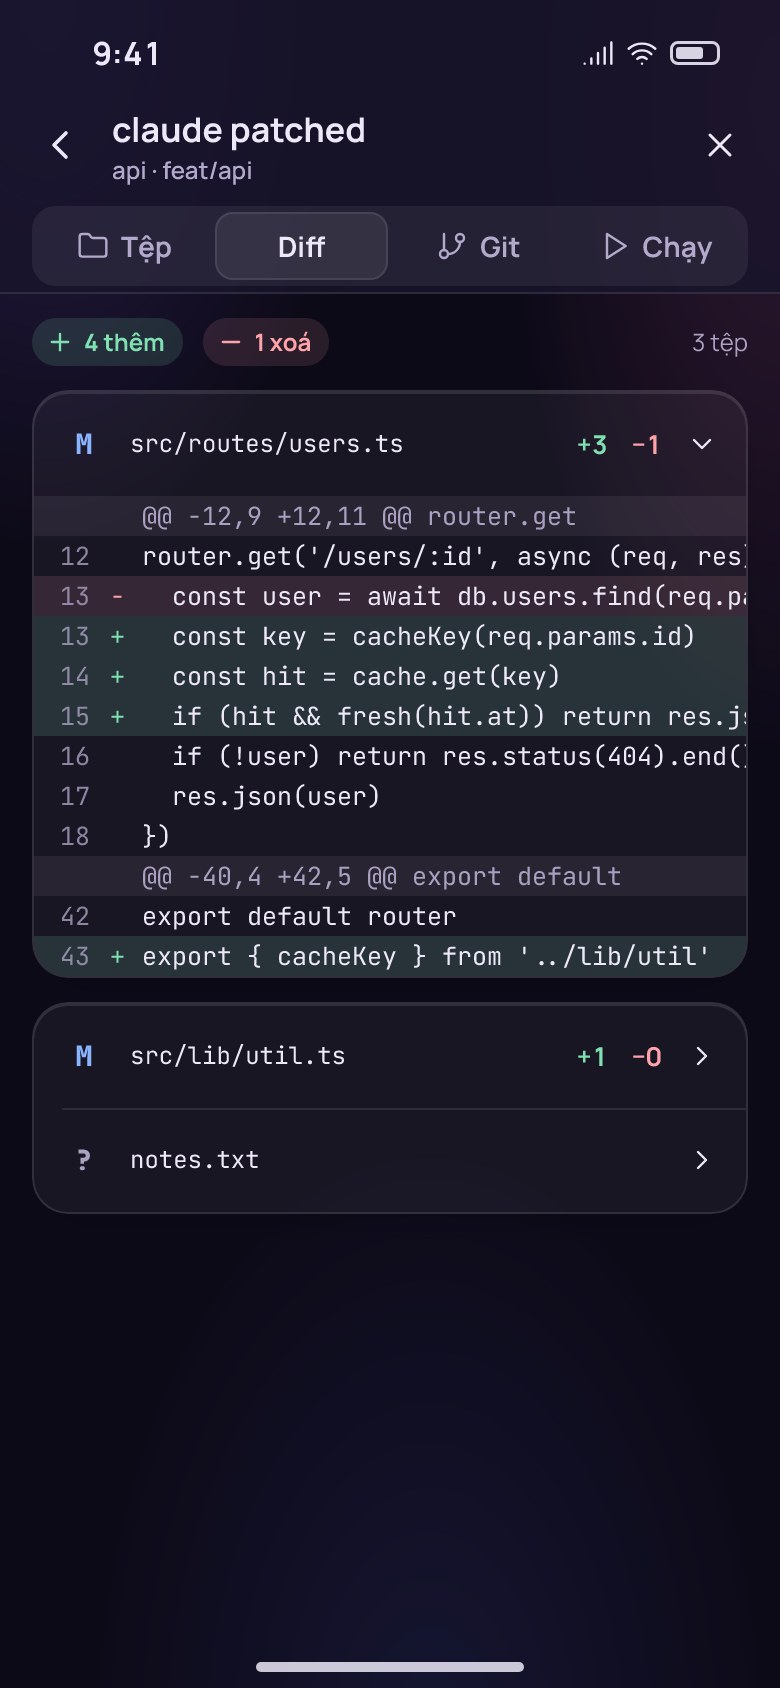 9:41
claude patched
api · feat/api
Tệp
Diff
Git
Chạy
+ 4 thêm
− 1 xoá
3 tệp
M src/routes/users.ts +3 −1
@@ -12,9 +12,11 @@ router.get
12 router.get('/users/:id', async (req, res)
13 - const user = await db.users.find(req.pa
13 + const key = cacheKey(req.params.id)
14 + const hit = cache.get(key)
15 + if (hit && fresh(hit.at)) return res.js
16 if (!user) return res.status(404).end()
17 res.json(user)
18 })
@@ -40,4 +42,5 @@ export default
42 export default router
43 + export { cacheKey } from '../lib/util'
M src/lib/util.ts +1 −0
? notes.txt